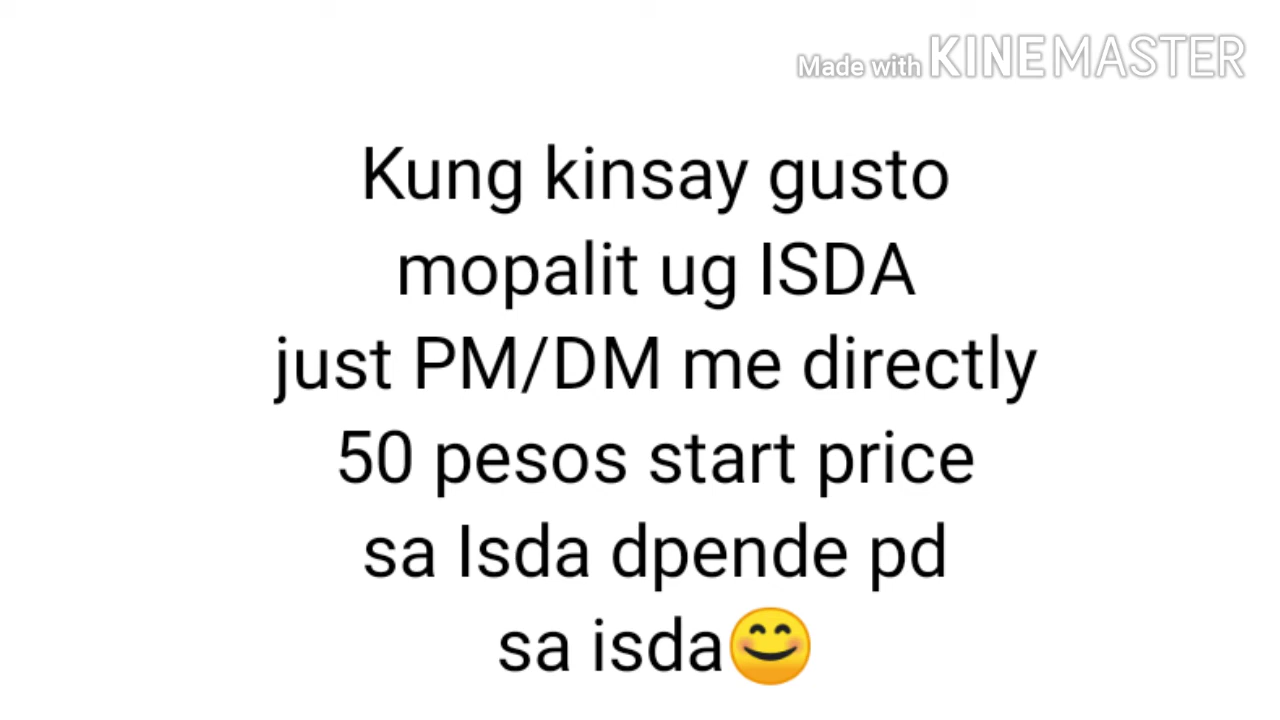 Made with KINEMASTER
Kung kinsay gusto
mopalit ug ISDA
just PM/DM me directly
50 pesos start price
sa Isda dpende pd
sa isda😊